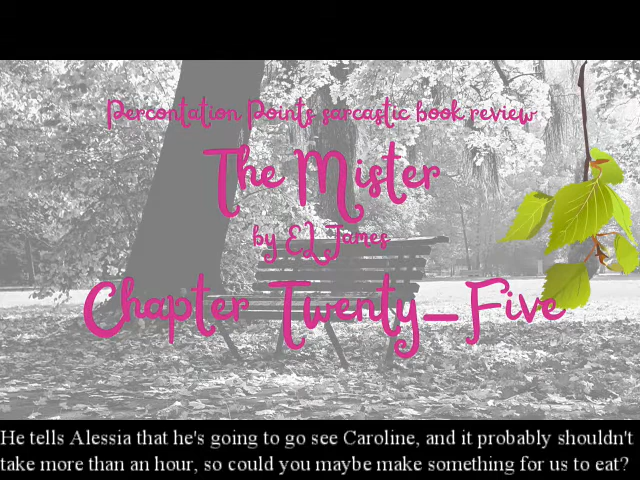 Percontation Points sarcastic book review
The Mister
by EL James
Chapter Twenty-Five
He tells Alessia that he's going to go see Caroline, and it probably shouldn't
take more than an hour, so could you maybe make something for us to eat?